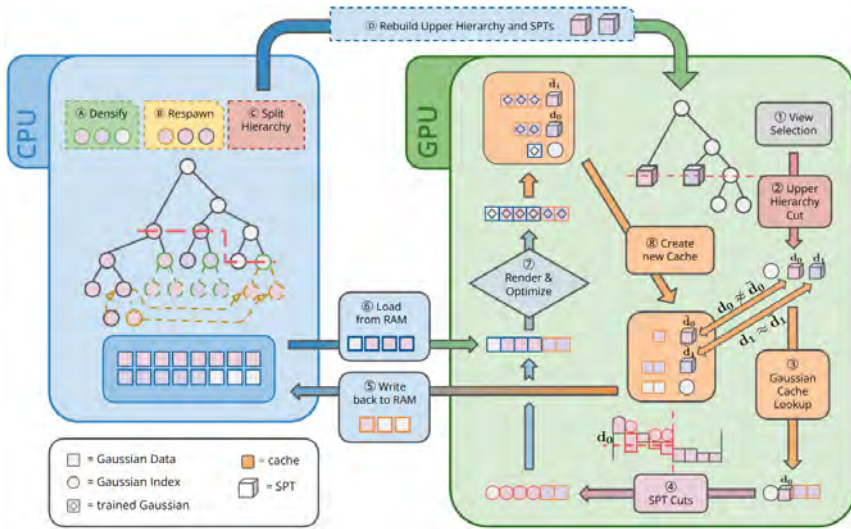 Ⓓ Rebuild Upper Hierarchy and SPTs
CPU
Ⓐ Densify
Ⓑ Respawn
Ⓒ Split
Hierarchy
GPU
d₁
d₀
① View
Selection
② Upper
Hierarchy
Cut
⑧ Create
new Cache
⑦
Render &
Optimize
d₀ d₁
d₀ ≉ d̄₀
d₁ ≈ d̄₁
d̄₀
d̄₁
⑥ Load
from RAM
⑤ Write
back to RAM
③
Gaussian
Cache
Lookup
d₀
④
SPT Cuts
d₀
= Gaussian Data
= Gaussian Index
= trained Gaussian
= cache
= SPT